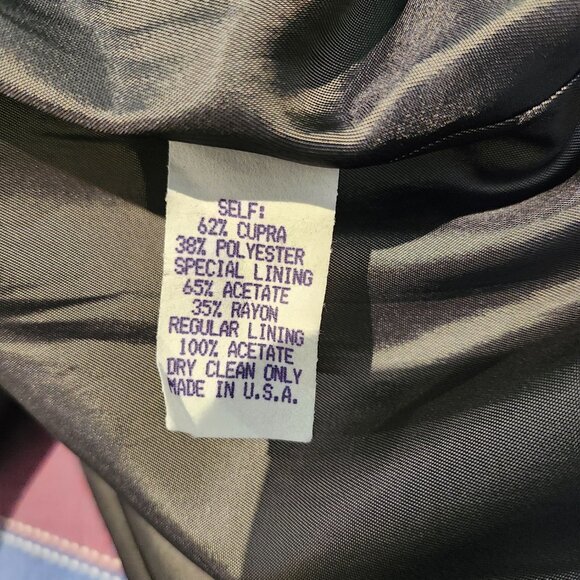 SELF:
62% CUPRA
38% POLYESTER
SPECIAL LINING
65% ACETATE
35% RAYON
REGULAR LINING
100% ACETATE
DRY CLEAN ONLY
MADE IN U.S.A.